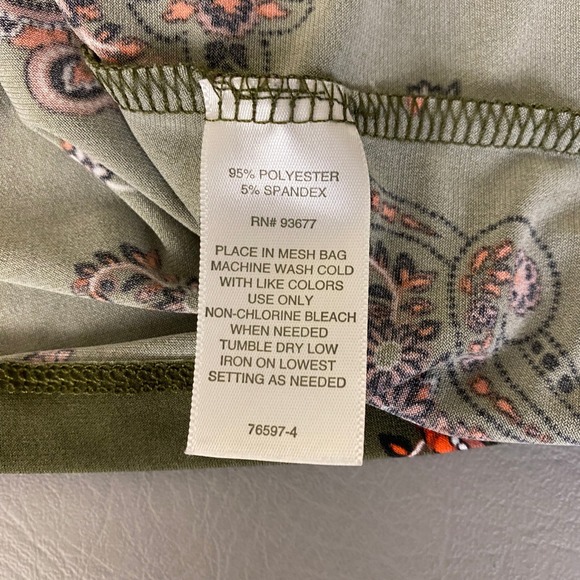 95% POLYESTER
5% SPANDEX
RN# 93677
PLACE IN MESH BAG
MACHINE WASH COLD
WITH LIKE COLORS
USE ONLY
NON-CHLORINE BLEACH
WHEN NEEDED
TUMBLE DRY LOW
IRON ON LOWEST
SETTING AS NEEDED
76597-4